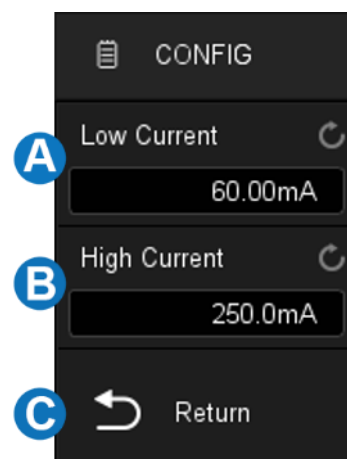 CONFIG
A
Low Current
60.00mA
B
High Current
250.0mA
C
Return